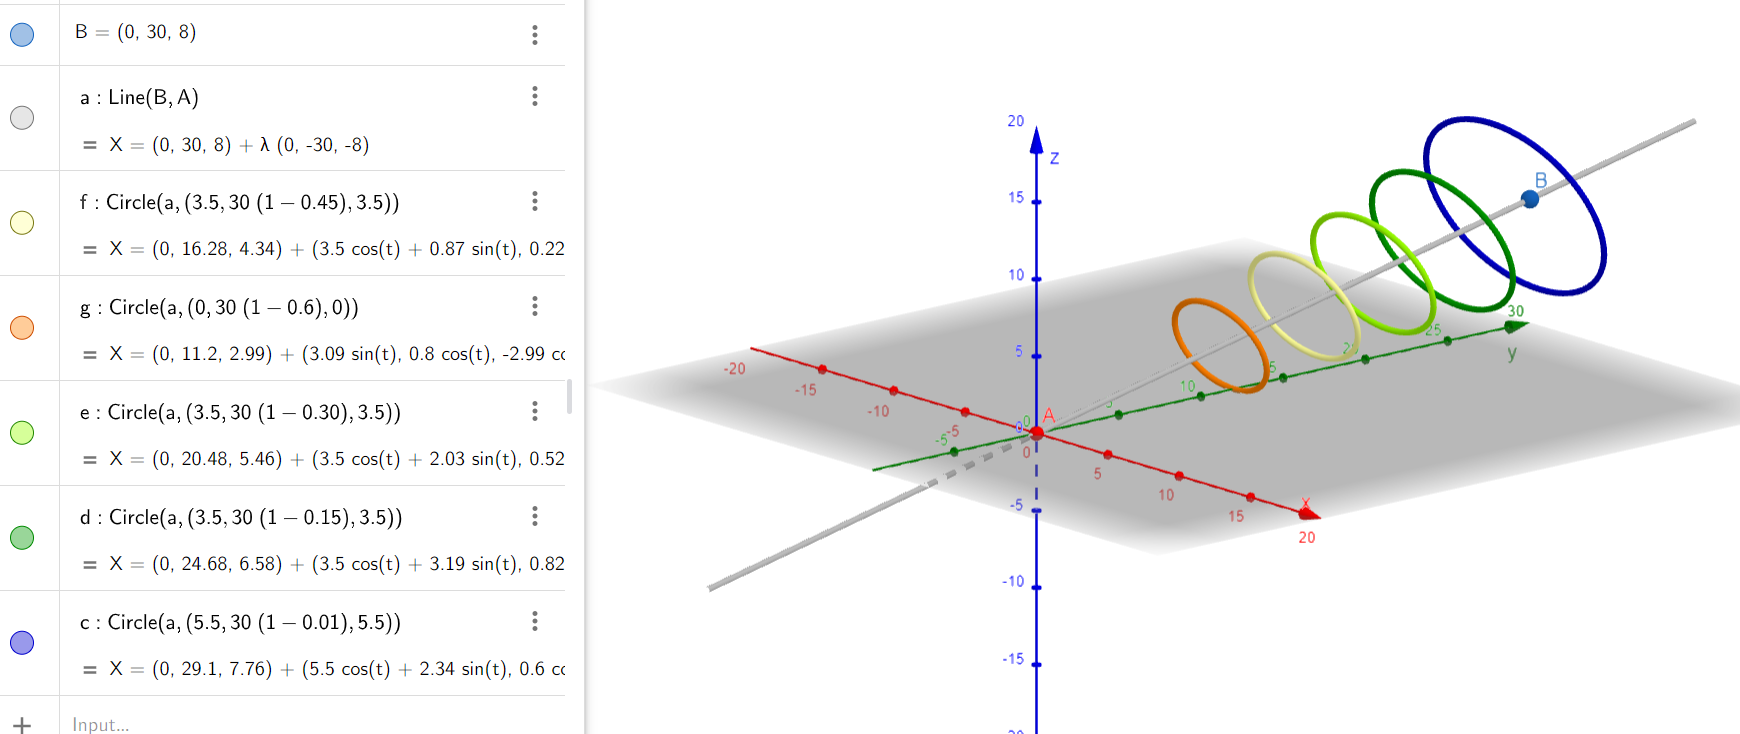 B = (0, 30, 8)
a : Line(B, A)
= X = (0, 30, 8) + λ (0, -30, -8)
f : Circle(a, (3.5, 30 (1 − 0.45), 3.5))
= X = (0, 16.28, 4.34) + (3.5 cos(t) + 0.87 sin(t), 0.22
g : Circle(a, (0, 30 (1 − 0.6), 0))
= X = (0, 11.2, 2.99) + (3.09 sin(t), 0.8 cos(t), -2.99 co
e : Circle(a, (3.5, 30 (1 − 0.30), 3.5))
= X = (0, 20.48, 5.46) + (3.5 cos(t) + 2.03 sin(t), 0.52
d : Circle(a, (3.5, 30 (1 − 0.15), 3.5))
= X = (0, 24.68, 6.58) + (3.5 cos(t) + 3.19 sin(t), 0.82
c : Circle(a, (5.5, 30 (1 − 0.01), 5.5))
= X = (0, 29.1, 7.76) + (5.5 cos(t) + 2.34 sin(t), 0.6 co
+ Input...
20
z
15
10
5
0
-5
-10
-15
-20
-15
-10
-5
0
5
10
15
20
X
-5
0
10
25
30
y
A
B